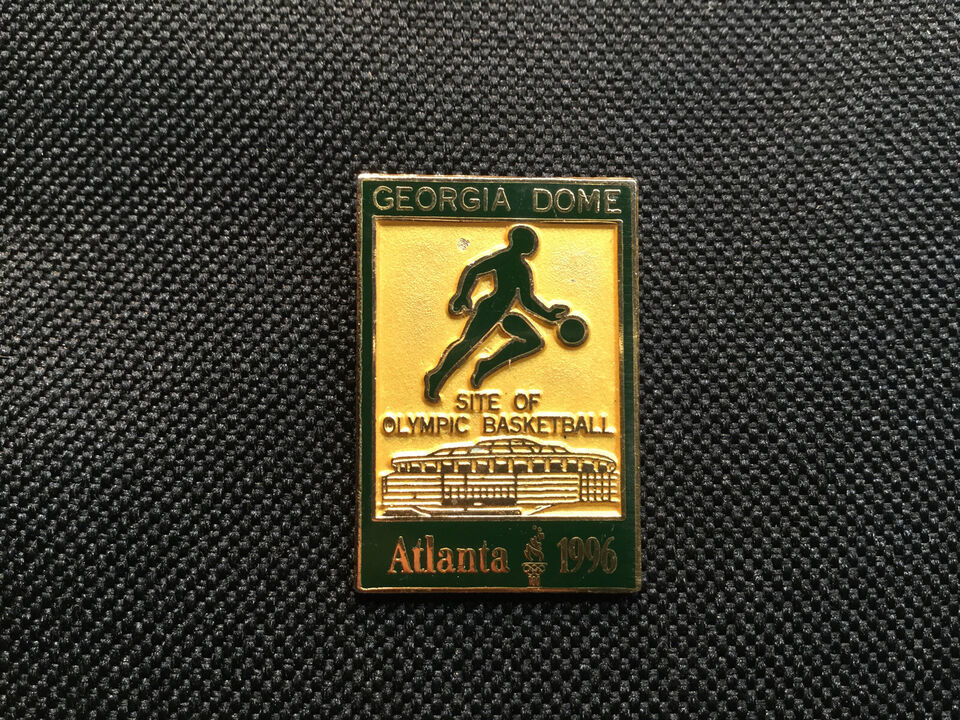 GEORGIA DOME
SITE OF
OLYMPIC BASKETBALL
Atlanta 1996